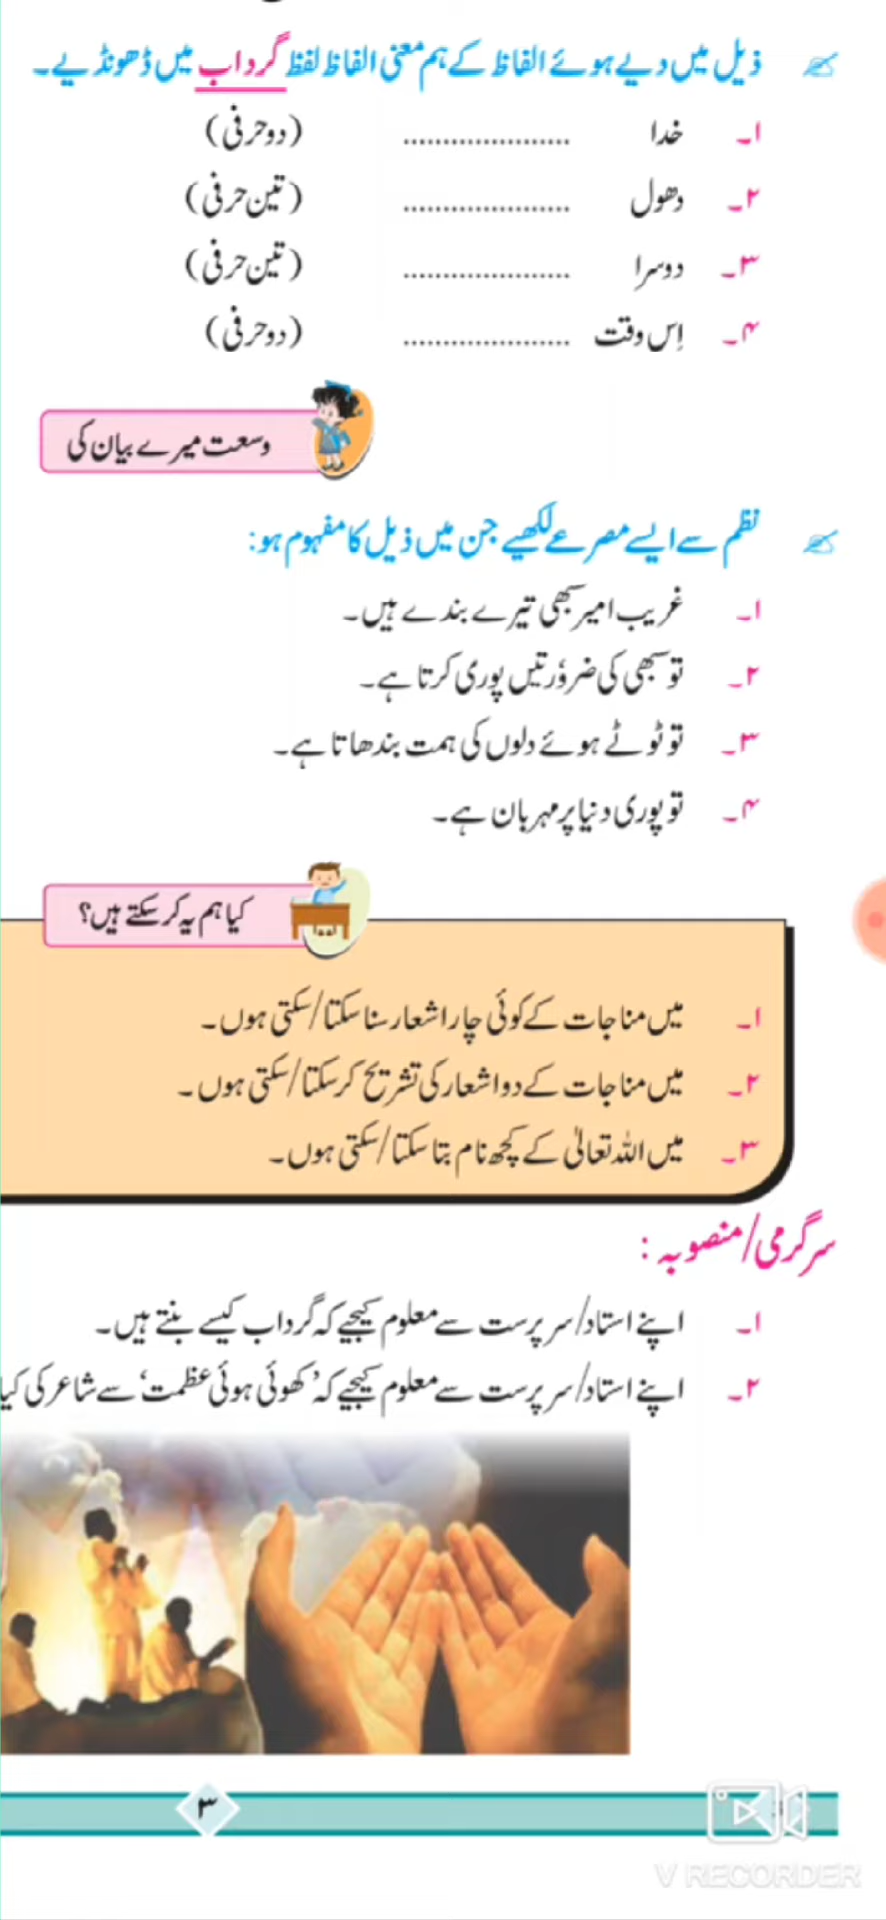 ذیل میں دیے ہوئے الفاظ کے ہم معنی الفاظ لفظ گرداب میں ڈھونڈیے۔
۱۔ خدا ..................... (دو حرفی)
۲۔ دھول ..................... (تین حرفی)
۳۔ دوسرا ..................... (تین حرفی)
۴۔ اِس وقت ..................... (دو حرفی)
وسعت میرے بیان کی
نظم سے ایسے مصرعے لکھیے جن میں ذیل کا مفہوم ہو:
۱۔ غریب امیر سبھی تیرے بندے ہیں۔
۲۔ تو سبھی کی ضرؤرتیں پوری کرتا ہے۔
۳۔ تو ٹوٹے ہوئے دلوں کی ہمت بندھاتا ہے۔
۴۔ تو پوری دنیا پر مہربان ہے۔
کیا ہم یہ کر سکتے ہیں؟
۱۔ میں مناجات کے کوئی چار اشعار سنا سکتا/سکتی ہوں۔
۲۔ میں مناجات کے دو اشعار کی تشریح کر سکتا/سکتی ہوں۔
۳۔ میں اللہ تعالیٰ کے کچھ نام بتا سکتا/سکتی ہوں۔
سرگرمی/منصوبہ :
۱۔ اپنے استاد/سرپرست سے معلوم کیجیے کہ گرداب کیسے بنتے ہیں۔
۲۔ اپنے استاد/سرپرست سے معلوم کیجیے کہ ’کھوئی ہوئی عظمت‘ سے شاعر کی کیا
۳
V RECORDER